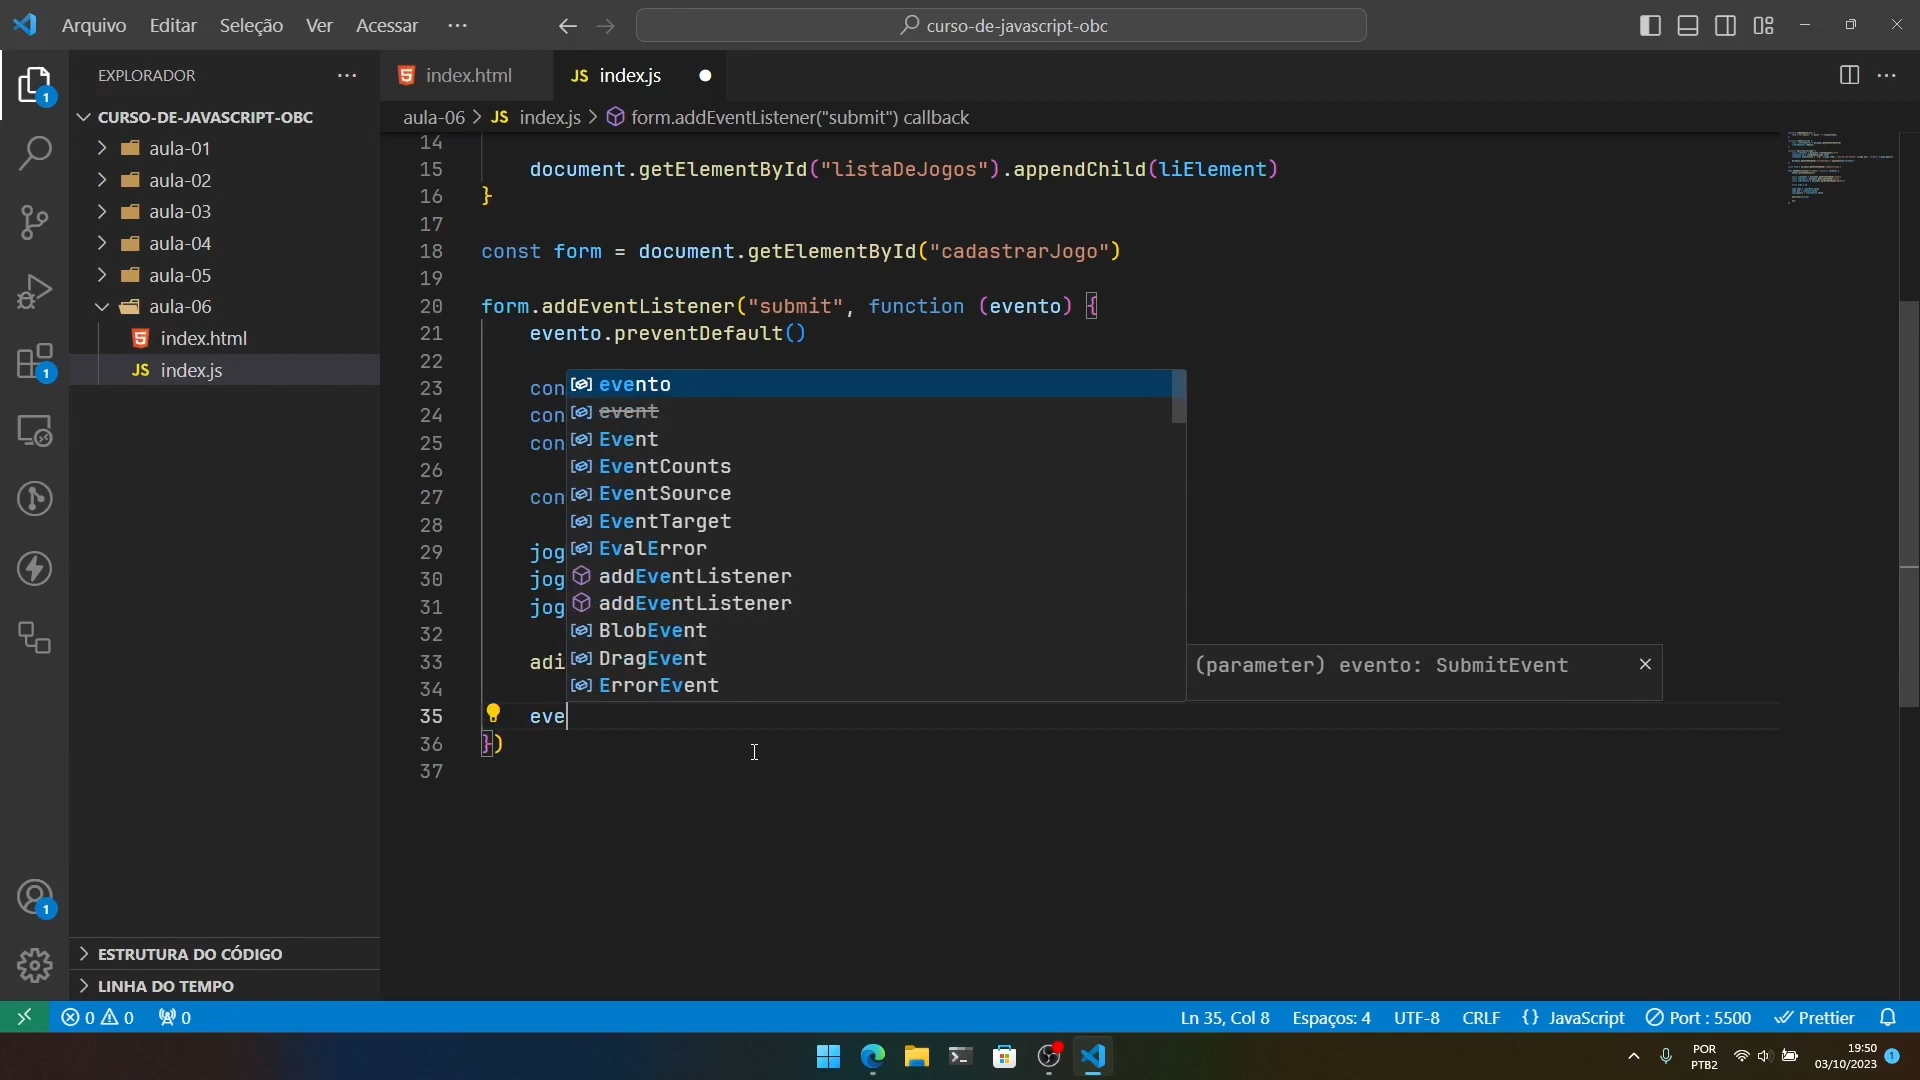 Arquivo Editar Seleção Ver Acessar ···
curso-de-javascript-obc
EXPLORADOR
CURSO-DE-JAVASCRIPT-OBC
aula-01
aula-02
aula-03
aula-04
aula-05
aula-06
index.html
JS index.js
ESTRUTURA DO CÓDIGO
LINHA DO TEMPO
1
1
1
index.html
JS index.js
aula-06 > JS index.js > form.addEventListener("submit") callback
14
15 document.getElementById("listaDeJogos").appendChild(liElement)
16 }
17
18 const form = document.getElementById("cadastrarJogo")
19
20 form.addEventListener("submit", function (evento) {
21 evento.preventDefault()
22
23 con
24 con
25 con
26
27 con
28
29 jog
30 jog
31 jog
32
33 adi
34
35 eve
36 })
37
evento
event
Event
EventCounts
EventSource
EventTarget
EvalError
addEventListener
addEventListener
BlobEvent
DragEvent
ErrorEvent
(parameter) evento: SubmitEvent
0 0 0
Ln 35, Col 8 Espaços: 4 UTF-8 CRLF {} JavaScript Port : 5500 Prettier
POR
PTB2
19:50
03/10/2023
1